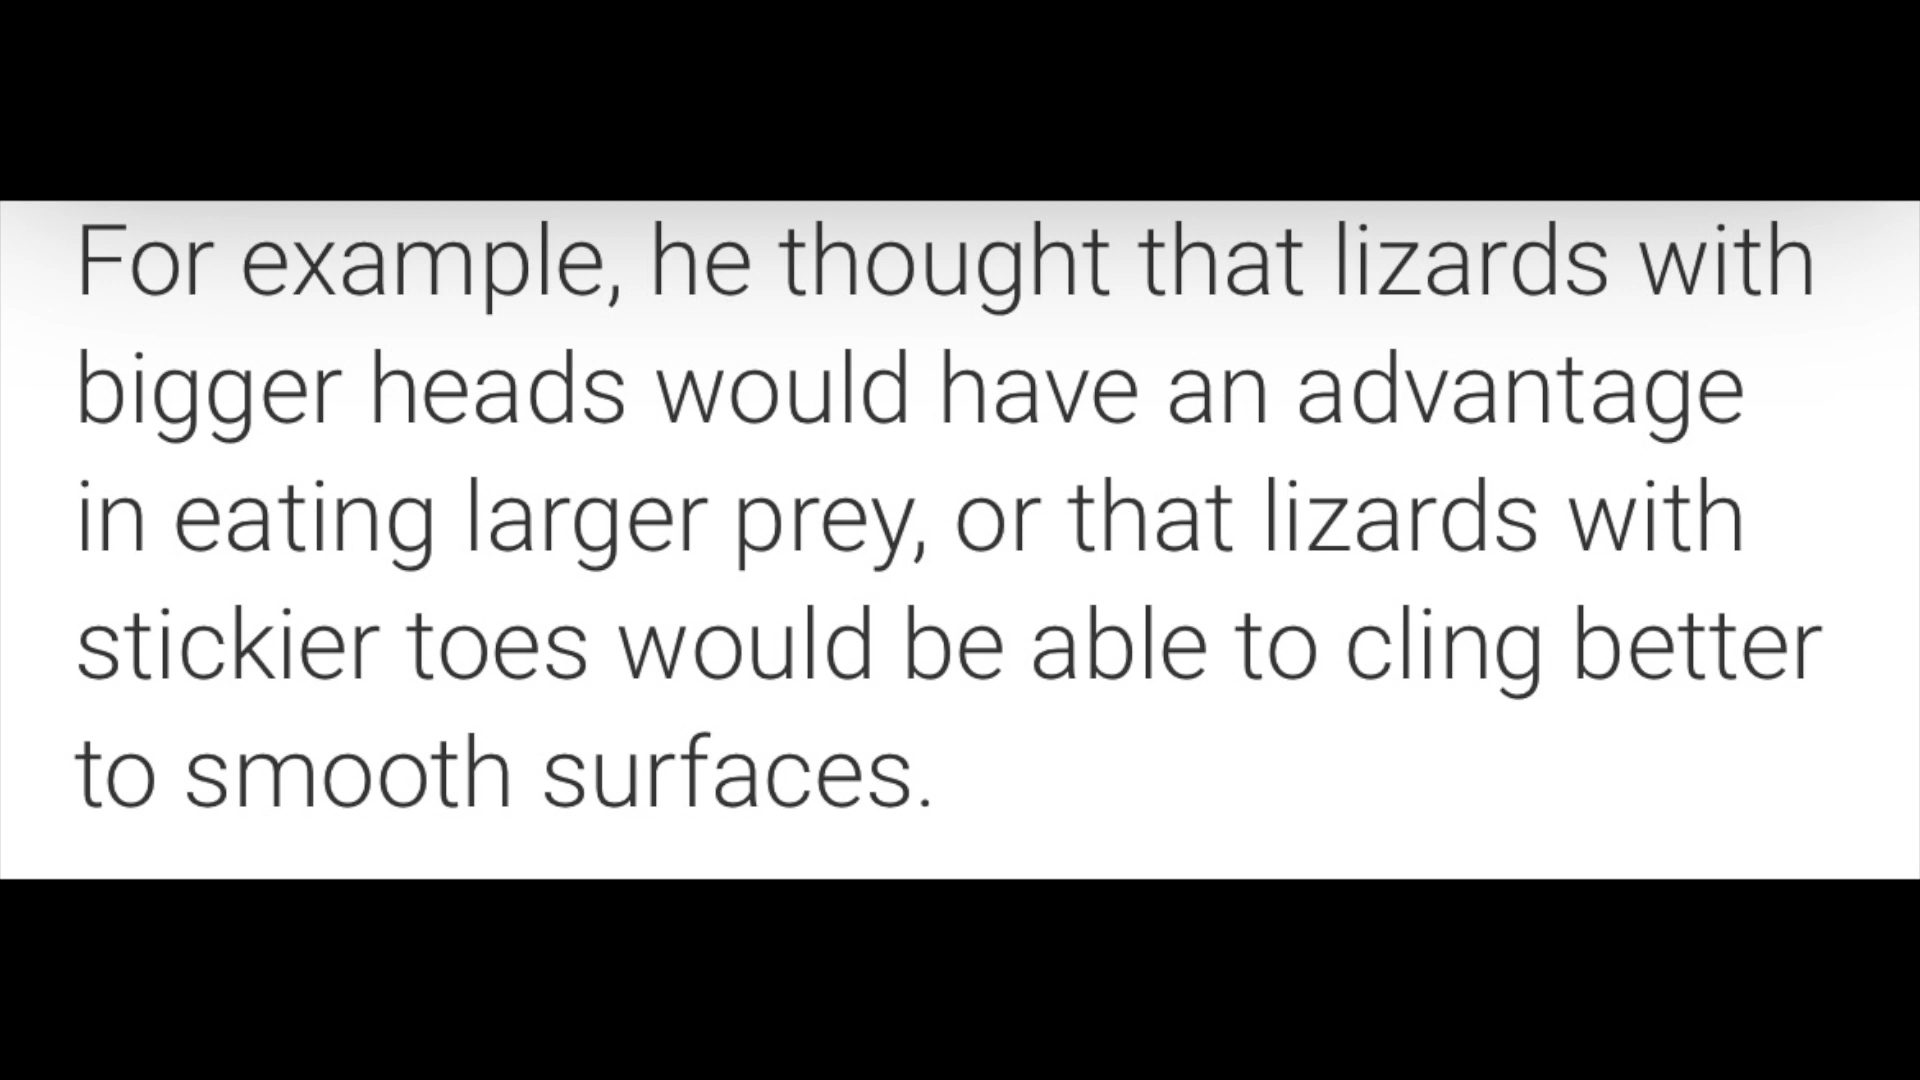 For example, he thought that lizards with
bigger heads would have an advantage
in eating larger prey, or that lizards with
stickier toes would be able to cling better
to smooth surfaces.